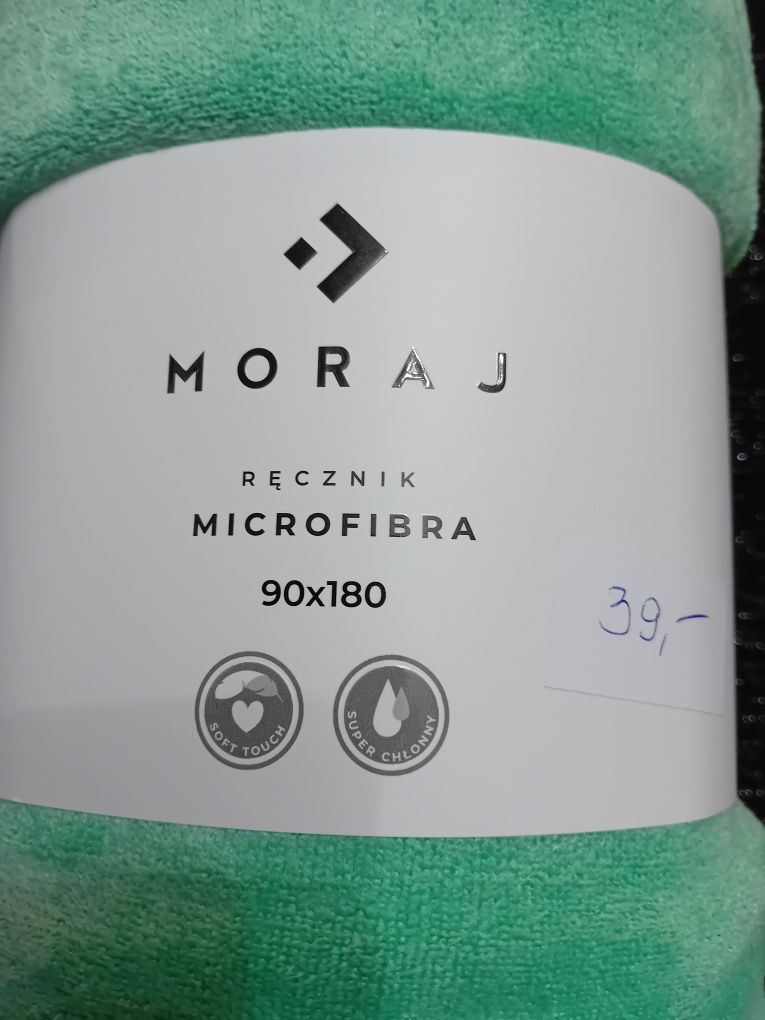 MORAJ
RĘCZNIK
MICROFIBRA
90x180
39,-
SOFT TOUCH
SUPER CHŁONNY